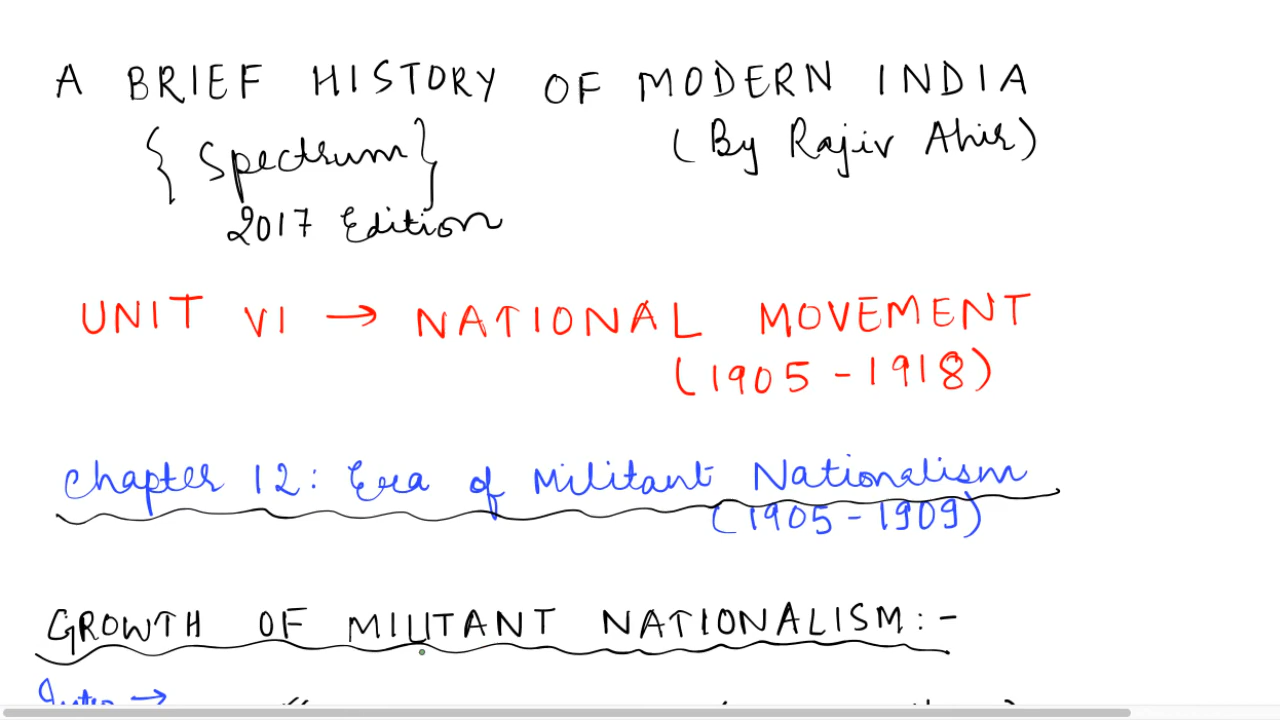 A BRIEF HISTORY OF MODERN INDIA
{Spectrum} (By Rajiv Ahir)
2017 Edition
UNIT VI → NATIONAL MOVEMENT
(1905 - 1918)
Chapter 12: Era of Militant Nationalism
(1905 - 1909)
GROWTH OF MILITANT NATIONALISM:-